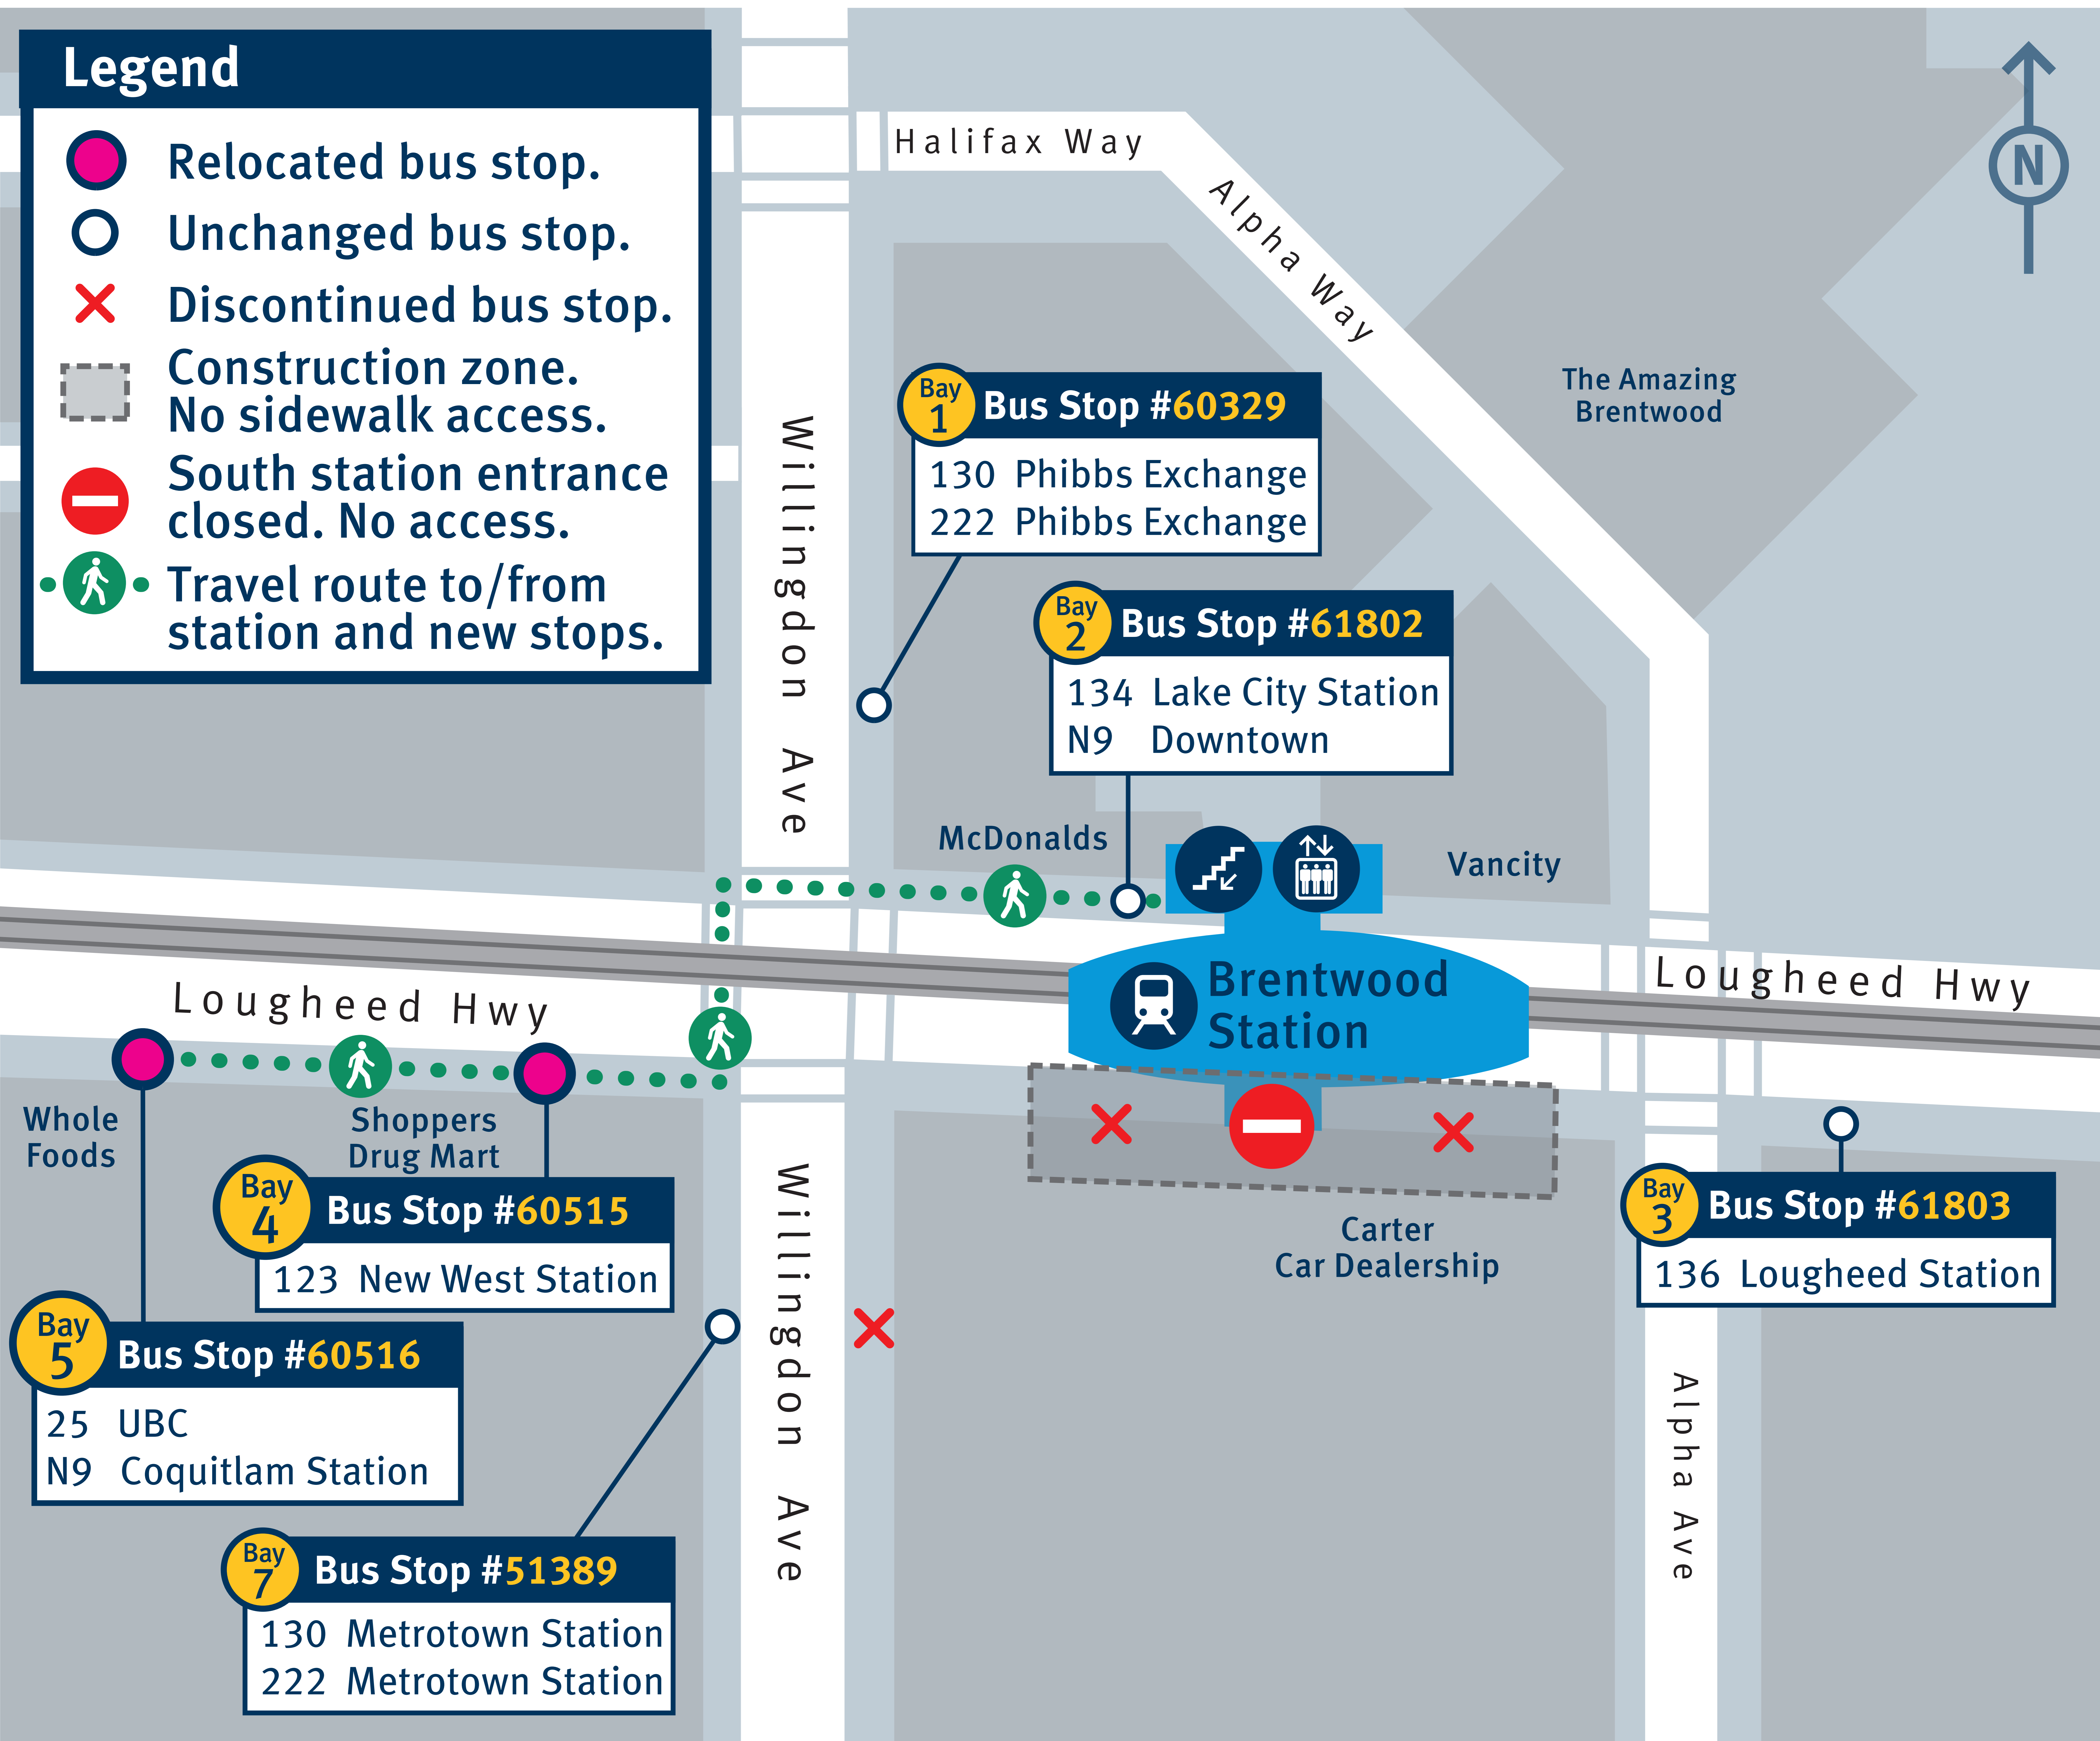 Legend
Relocated bus stop.
Unchanged bus stop.
Discontinued bus stop.
Construction zone.
No sidewalk access.
South station entrance
closed. No access.
Travel route to/from
station and new stops.
Halifax Way
Alpha Way
N
The Amazing
Brentwood
Willingdon Ave
Bay
1
Bus Stop #60329
130 Phibbs Exchange
222 Phibbs Exchange
Bay
2
Bus Stop #61802
134 Lake City Station
N9 Downtown
McDonalds
Vancity
Brentwood
Station
Lougheed Hwy
Lougheed Hwy
Whole
Foods
Shoppers
Drug Mart
Bay
4
Bus Stop #60515
123 New West Station
Bay
5
Bus Stop #60516
25 UBC
N9 Coquitlam Station
Bay
7
Bus Stop #51389
130 Metrotown Station
222 Metrotown Station
Willingdon Ave
Carter
Car Dealership
Bay
3
Bus Stop #61803
136 Lougheed Station
Alpha Ave